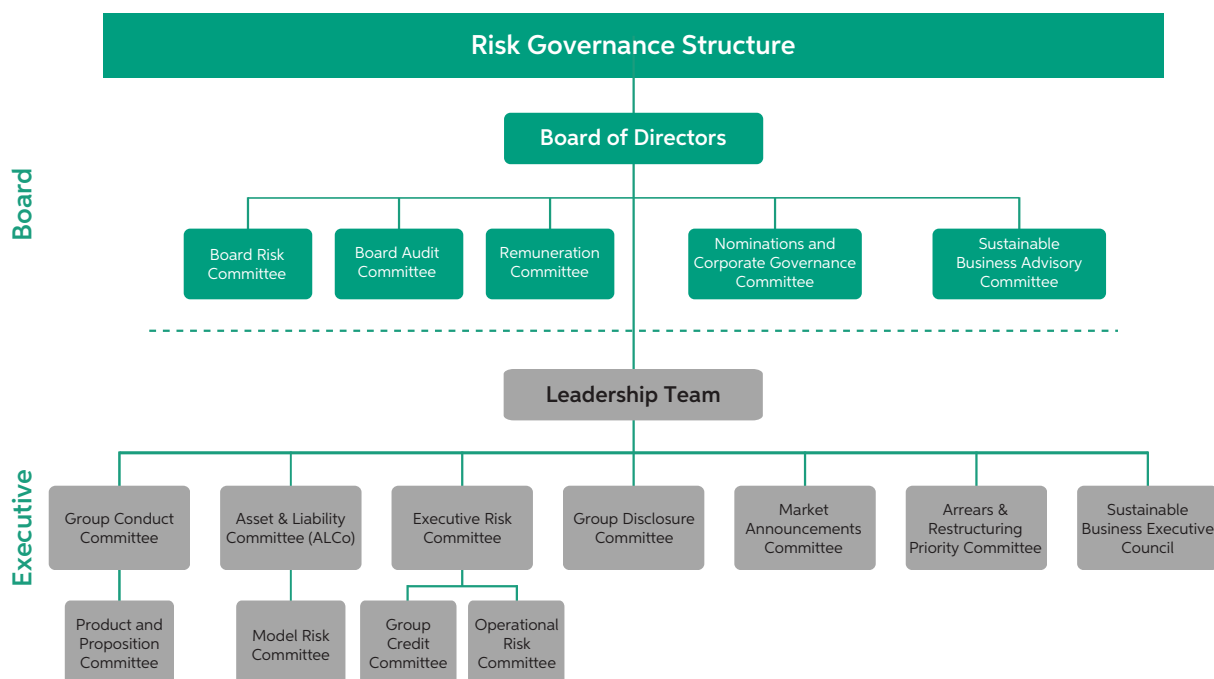 Risk Governance Structure
Board of Directors
Board
Board Risk
Committee
Board Audit
Committee
Remuneration
Committee
Nominations and
Corporate Governance
Committee
Sustainable
Business Advisory
Committee
Leadership Team
Executive
Group Conduct
Committee
Asset & Liability
Committee (ALCo)
Executive Risk
Committee
Group Disclosure
Committee
Market
Announcements
Committee
Arrears &
Restructuring
Priority Committee
Sustainable
Business Executive
Council
Product and
Proposition
Committee
Model Risk
Committee
Group
Credit
Committee
Operational
Risk
Committee